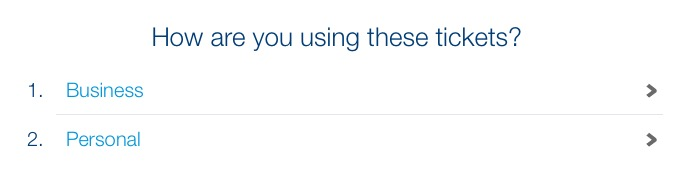 How are you using these tickets?
1. Business
2. Personal